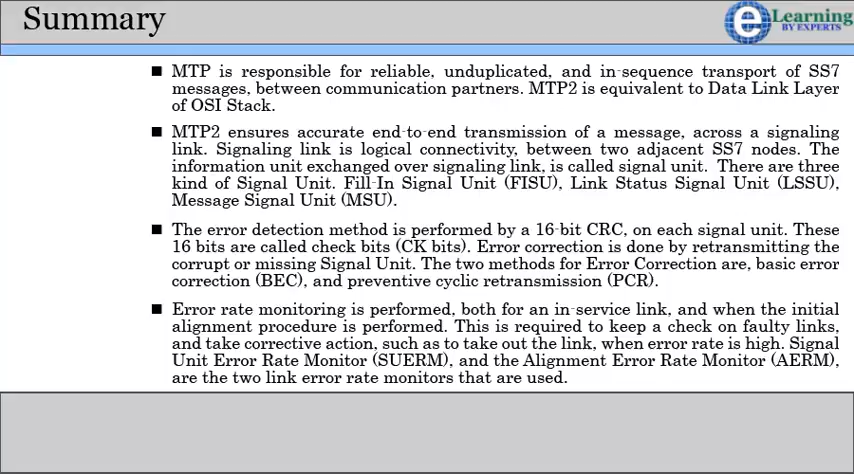 Summary
e Learning
BY EXPERTS
■ MTP is responsible for reliable, unduplicated, and in-sequence transport of SS7
messages, between communication partners. MTP2 is equivalent to Data Link Layer
of OSI Stack.
■ MTP2 ensures accurate end-to-end transmission of a message, across a signaling
link. Signaling link is logical connectivity, between two adjacent SS7 nodes. The
information unit exchanged over signaling link, is called signal unit. There are three
kind of Signal Unit. Fill-In Signal Unit (FISU), Link Status Signal Unit (LSSU),
Message Signal Unit (MSU).
■ The error detection method is performed by a 16-bit CRC, on each signal unit. These
16 bits are called check bits (CK bits). Error correction is done by retransmitting the
corrupt or missing Signal Unit. The two methods for Error Correction are, basic error
correction (BEC), and preventive cyclic retransmission (PCR).
■ Error rate monitoring is performed, both for an in-service link, and when the initial
alignment procedure is performed. This is required to keep a check on faulty links,
and take corrective action, such as to take out the link, when error rate is high. Signal
Unit Error Rate Monitor (SUERM), and the Alignment Error Rate Monitor (AERM),
are the two link error rate monitors that are used.